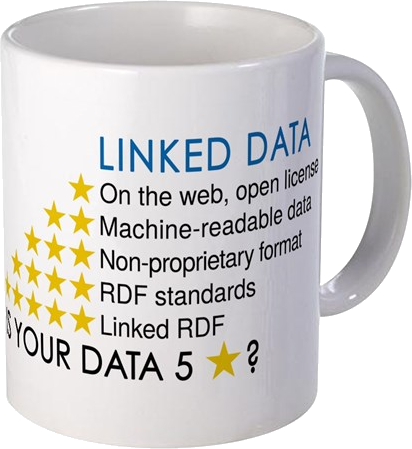 LINKED DATA
★ On the web, open license
★★ Machine-readable data
★★★ Non-proprietary format
★★★★ RDF standards
★★★★★ Linked RDF
IS YOUR DATA 5 ★ ?